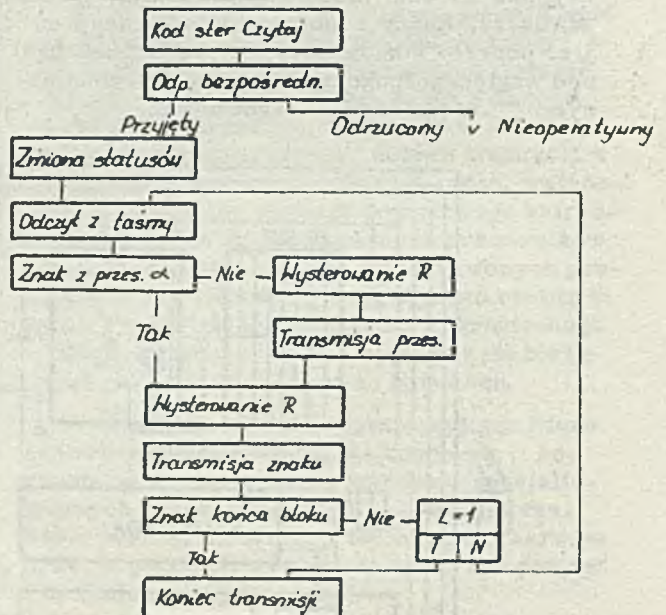 Kod ster Czytaj
Odp. bezpośredn.
Przyjęty
Odrzucony v Nieoperatywny
Zmiana statusów
Odczyt z taśmy
Znak z przes. α
Nie
Wysterowanie R
Tak
Transmisja przes.
Wysterowanie R
Transmisja znaku
Znak końca bloku
Nie
L=1
T N
Tak
Koniec transmisji